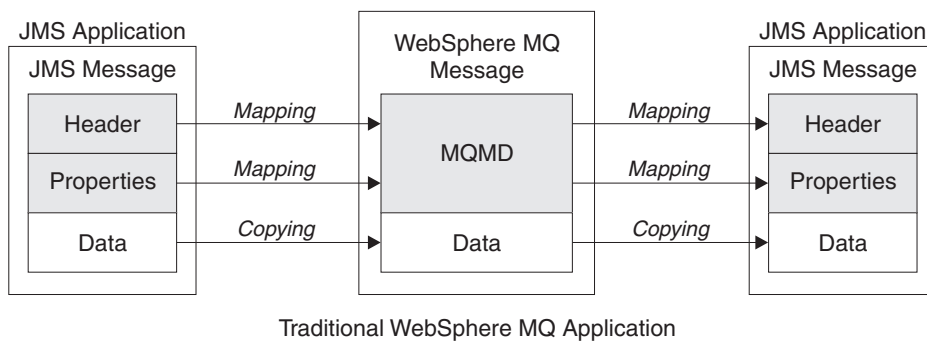 JMS Application
JMS Message
Header
Properties
Data
Mapping
Mapping
Copying
WebSphere MQ
Message
MQMD
Data
Mapping
Mapping
Copying
JMS Application
JMS Message
Header
Properties
Data
Traditional WebSphere MQ Application